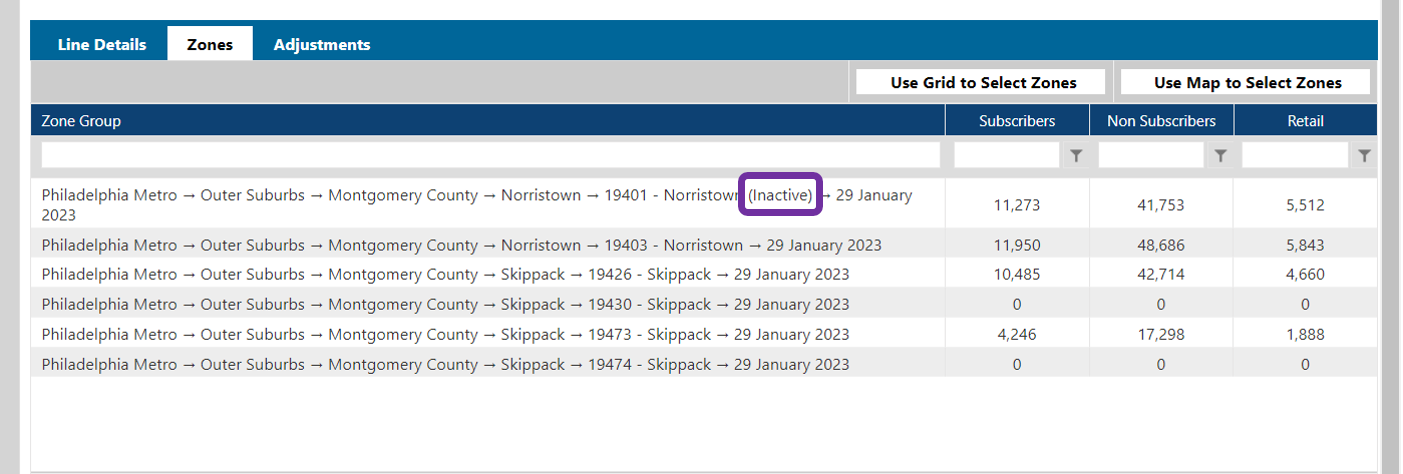 Line Details Zones Adjustments
Use Grid to Select Zones Use Map to Select Zones
Zone Group Subscribers Non Subscribers Retail
Philadelphia Metro → Outer Suburbs → Montgomery County → Norristown → 19401 - Norristown (Inactive) → 29 January
2023 11,273 41,753 5,512
Philadelphia Metro → Outer Suburbs → Montgomery County → Norristown → 19403 - Norristown → 29 January 2023 11,950 48,686 5,843
Philadelphia Metro → Outer Suburbs → Montgomery County → Skippack → 19426 - Skippack → 29 January 2023 10,485 42,714 4,660
Philadelphia Metro → Outer Suburbs → Montgomery County → Skippack → 19430 - Skippack → 29 January 2023 0 0 0
Philadelphia Metro → Outer Suburbs → Montgomery County → Skippack → 19473 - Skippack → 29 January 2023 4,246 17,298 1,888
Philadelphia Metro → Outer Suburbs → Montgomery County → Skippack → 19474 - Skippack → 29 January 2023 0 0 0